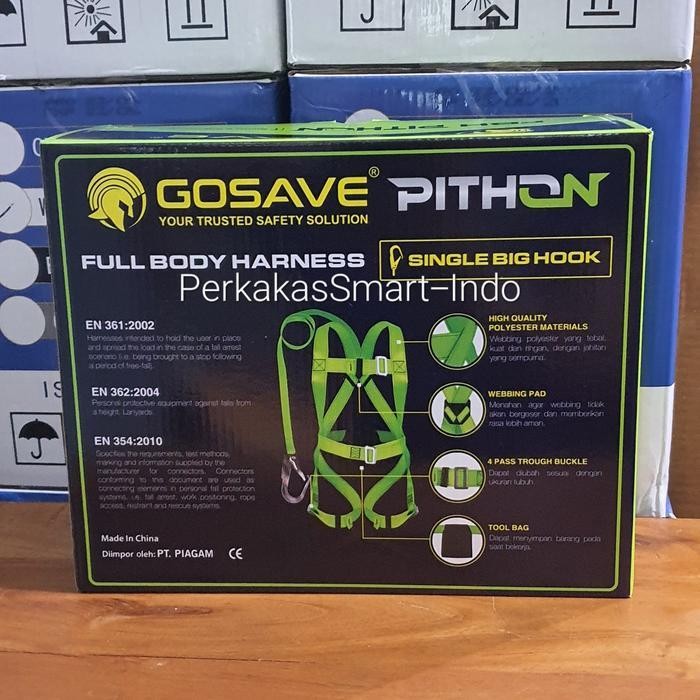 GOSAVE®
YOUR TRUSTED SAFETY SOLUTION
PITHON
FULL BODY HARNESS
SINGLE BIG HOOK
PerkakasSmart-Indo
EN 361:2002
Harnesses intended to hold the user in place
and spread the load in the case of a fall arrest
scenario (i.e. being brought to a stop following
a period of free-fall).
EN 362:2004
Personal protective equipment against falls from
a height. Lanyards.
EN 354:2010
Specifies the requirements, test methods,
marking and information supplied by the
manufacturer for connectors. Connectors
conforming to this document are used as
connecting elements in personal fall protection
systems, i.e. fall arrest, work positioning, rope
access, restraint and rescue systems.
Made In China
Diimpor oleh: PT. PIAGAM CE
HIGH QUALITY
POLYESTER MATERIALS
Webbing polyester yang tebal,
kuat dan ringan, dengan jahitan
yang sempurna.
WEBBING PAD
Menahan agar webbing tidak
akan bergeser dan memberikan
rasa lebih aman.
4 PASS TROUGH BUCKLE
Dapat diubah sesuai dengan
ukuran tubuh.
TOOL BAG
Dapat menyimpan barang pada
saat bekerja.